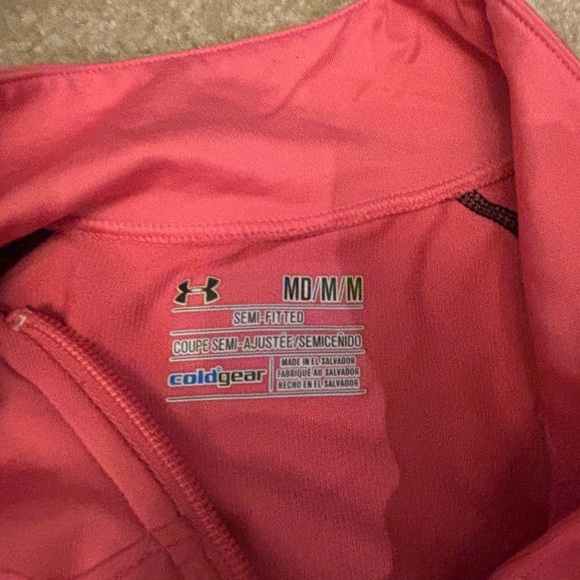 MD/M/M
SEMI-FITTED
COUPE SEMI-AJUSTÉE/SEMICEÑIDO
coldgear
MADE IN EL SALVADOR
FABRIQUÉ AU SALVADOR
HECHO EN EL SALVADOR